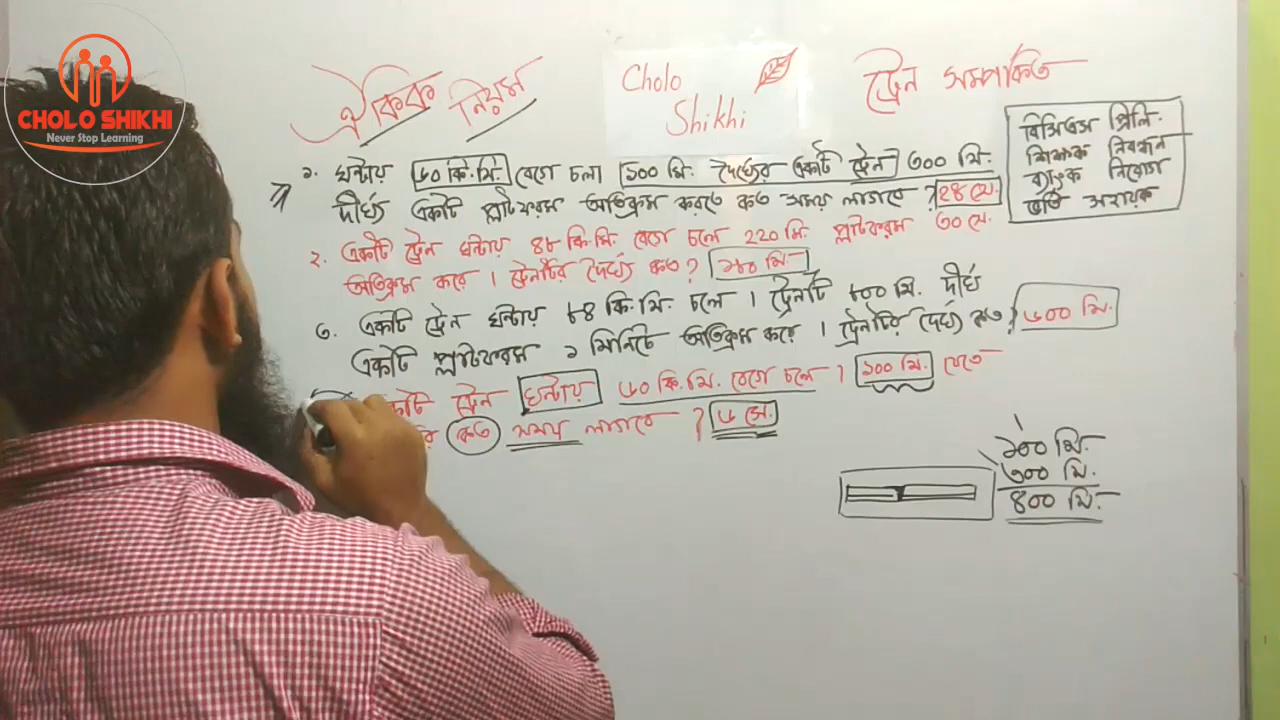 CHOLO SHIKHI
Never Stop Learning
ঐকিক নিয়ম
Cholo
Shikhi
ট্রেন সম্পর্কিত
বিসিএস প্রিলি.
শিক্ষক নিবন্ধন
ব্যাংক নিয়োগ
ভর্তি সহায়ক
১. ঘন্টায় ৬০ কি.মি. বেগে চলা ১০০ মি. দৈর্ঘ্যের একটি ট্রেন ৩০০ মি.
দীর্ঘ্য একটি প্লাটফরম অতিক্রম করতে কত সময় লাগবে ? ২৪ সে.
২. একটি ট্রেন ঘন্টায় ৪৮ কি.মি. বেগে চলে ২২০ মি. প্লাটফরম ৩০ সে.
অতিক্রম করে । ট্রেনটির দৈর্ঘ্য কত ? ১৮০ মি.
৩. একটি ট্রেন ঘন্টায় ৮৪ কি.মি. চলে । ট্রেনটি ৮০০ মি. দীর্ঘ
একটি প্লাটফরম ১ মিনিটে অতিক্রম করে । ট্রেনটির দৈর্ঘ্য কত ? ৬০০ মি.
ট্রেন ঘন্টায় ৬০ কি.মি. বেগে চলে । ১০০ মি. যেতে
কত সময় লাগবে ? ৬ সে.
১০০ মি.
৩০০ মি.
৪০০ মি.